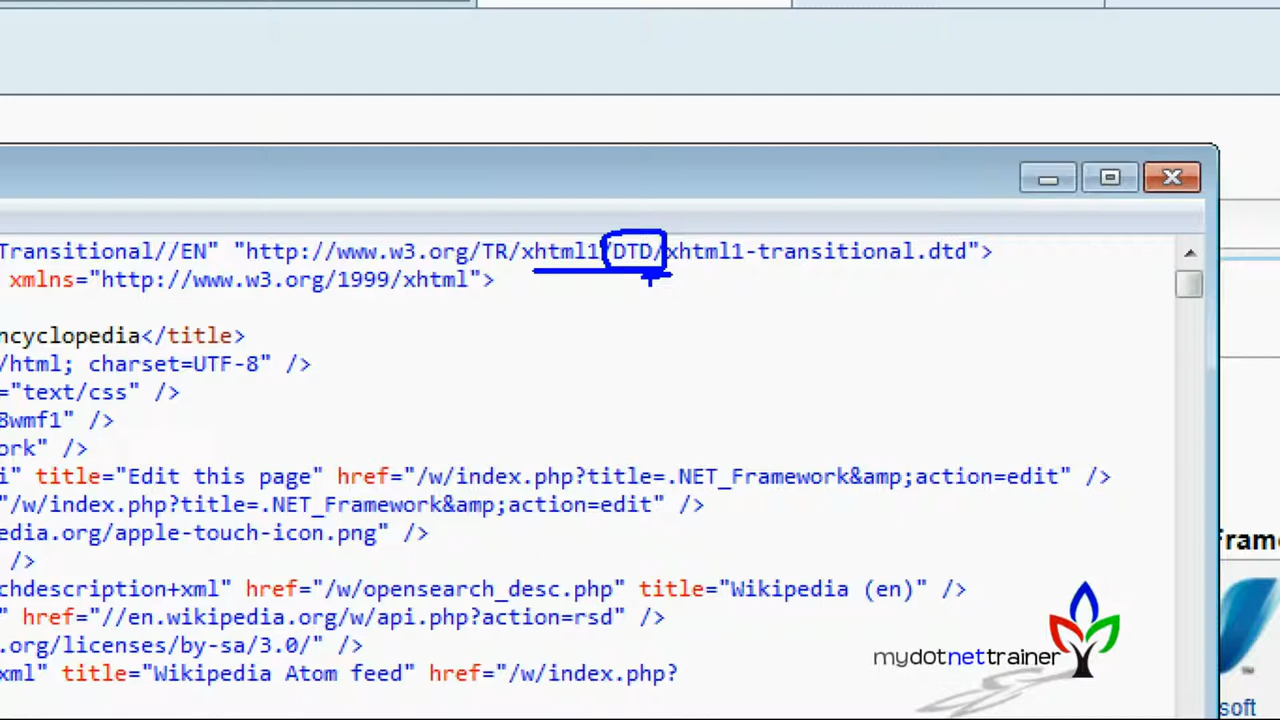 Transitional//EN" "http://www.w3.org/TR/xhtml1/DTD/xhtml1-transitional.dtd">
xmlns="http://www.w3.org/1999/xhtml">
ncyclopedia</title>
/html; charset=UTF-8" />
="text/css" />
8wmf1" />
ork" />
i" title="Edit this page" href="/w/index.php?title=.NET_Framework&amp;action=edit" />
"/w/index.php?title=.NET_Framework&amp;action=edit" />
edia.org/apple-touch-icon.png" />
/>
Frame
chdescription+xml" href="/w/opensearch_desc.php" title="Wikipedia (en)" />
" href="//en.wikipedia.org/w/api.php?action=rsd" />
.org/licenses/by-sa/3.0/" />
mydotnettrainer
xml" title="Wikipedia Atom feed" href="/w/index.php?
soft